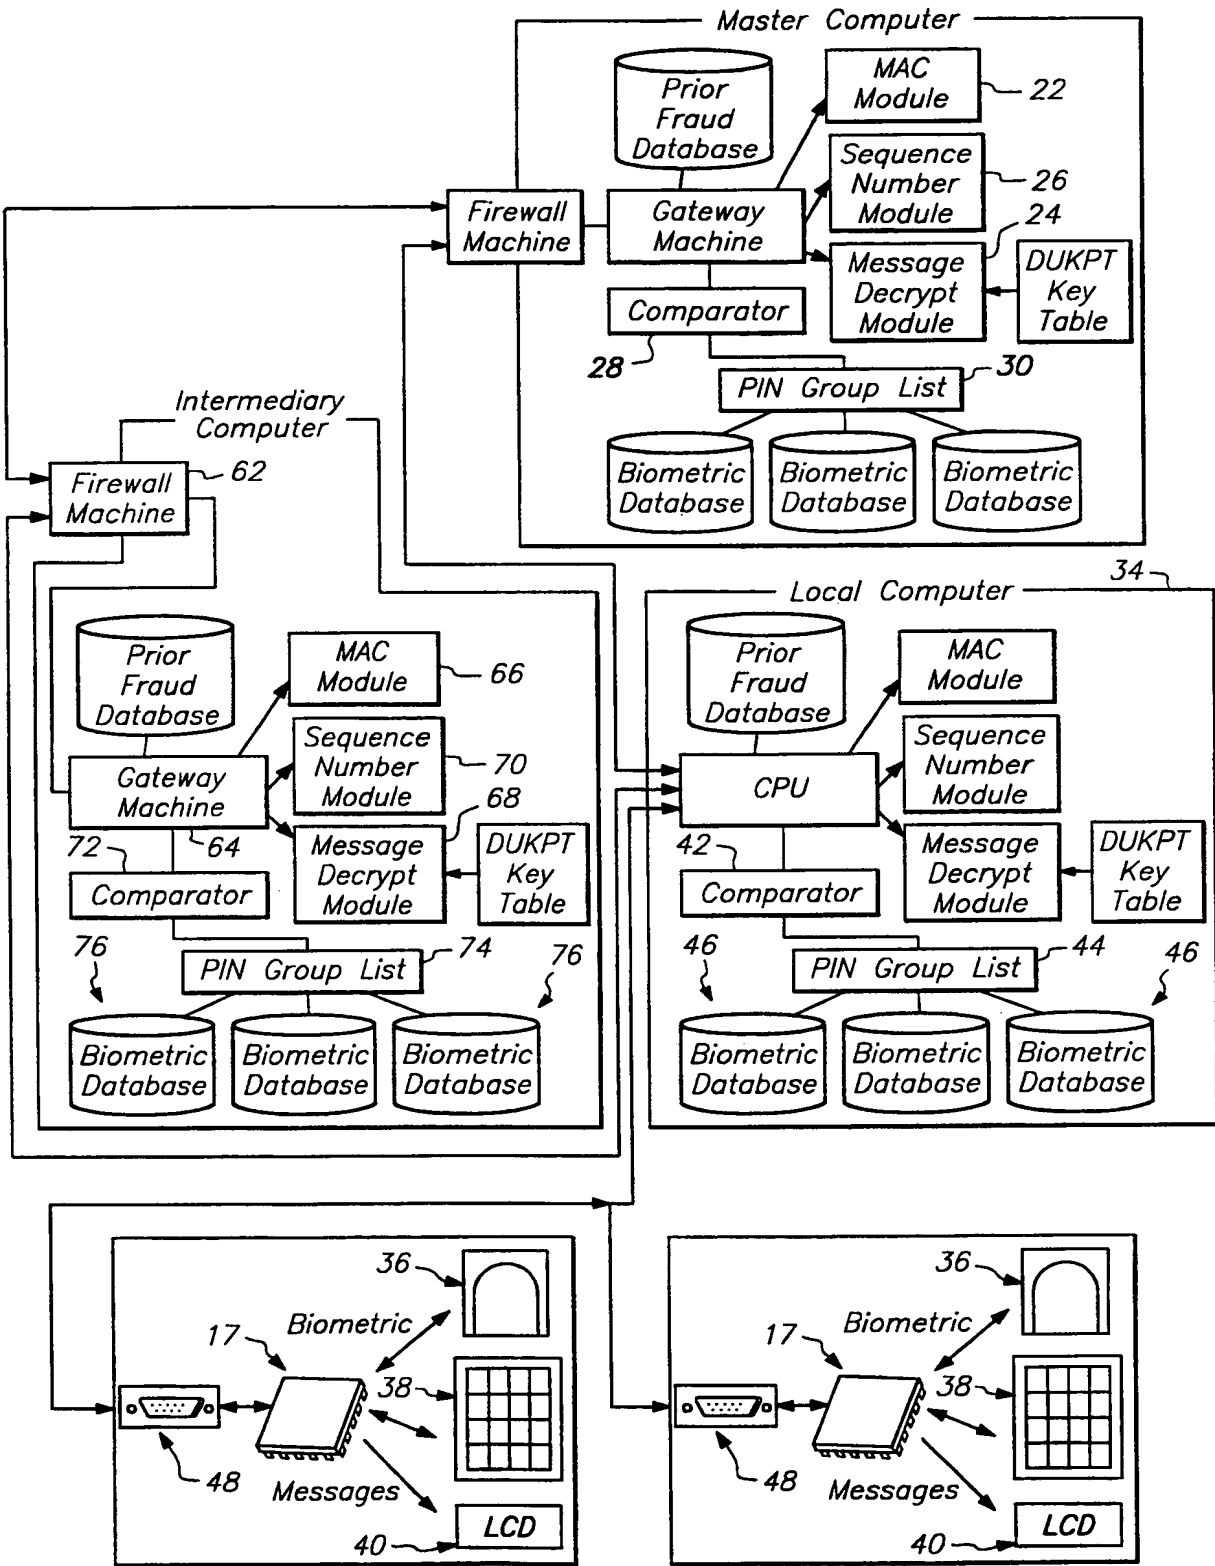 Master Computer
Prior
Fraud
Database
MAC
Module
22
Sequence
Number
Module
26
24
Firewall
Machine
Gateway
Machine
Message
Decrypt
Module
DUKPT
Key
Table
Comparator
28
PIN Group List
30
Biometric
Database
Biometric
Database
Biometric
Database
Intermediary
Computer
Firewall
Machine
62
Prior
Fraud
Database
MAC
Module
66
Sequence
Number
Module
70
68
Gateway
Machine
64
Message
Decrypt
Module
DUKPT
Key
Table
72
Comparator
PIN Group List
74
76
76
Biometric
Database
Biometric
Database
Biometric
Database
Local Computer
34
Prior
Fraud
Database
MAC
Module
Sequence
Number
Module
CPU
Message
Decrypt
Module
DUKPT
Key
Table
42
Comparator
PIN Group List
44
46
46
Biometric
Database
Biometric
Database
Biometric
Database
36
Biometric
17
38
48
Messages
LCD
40
36
Biometric
17
38
48
Messages
LCD
40